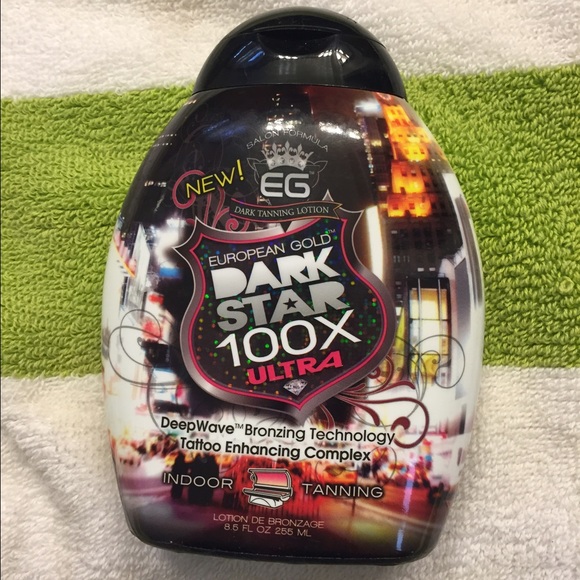 SALON FORMULA
NEW!
EG
DARK TANNING LOTION
EUROPEAN GOLD™
DARK
STAR
100X
ULTRA
DeepWave™ Bronzing Technology
Tattoo Enhancing Complex
INDOOR TANNING
LOTION DE BRONZAGE
8.5 FL OZ 255 ML